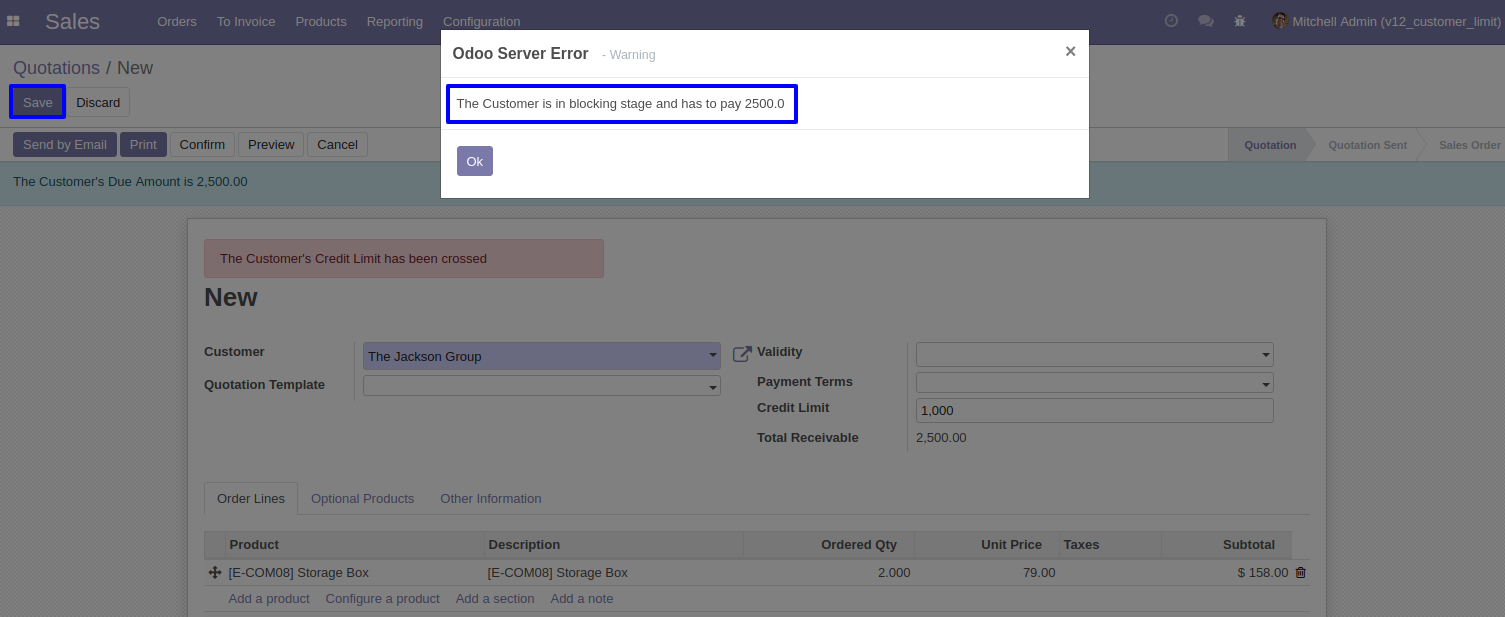 Sales Orders To Invoice Products Reporting Configuration Mitchell Admin (v12_customer_limit)
Odoo Server Error - Warning ×
Quotations / New
Save Discard
The Customer is in blocking stage and has to pay 2500.0
Send by Email Print Confirm Preview Cancel
Quotation Quotation Sent Sales Order
Ok
The Customer's Due Amount is 2,500.00
The Customer's Credit Limit has been crossed
New
Customer The Jackson Group
Quotation Template
Validity
Payment Terms
Credit Limit 1,000
Total Receivable 2,500.00
Order Lines Optional Products Other Information
Product Description Ordered Qty Unit Price Taxes Subtotal
[E-COM08] Storage Box [E-COM08] Storage Box 2.000 79.00 $ 158.00
Add a product Configure a product Add a section Add a note